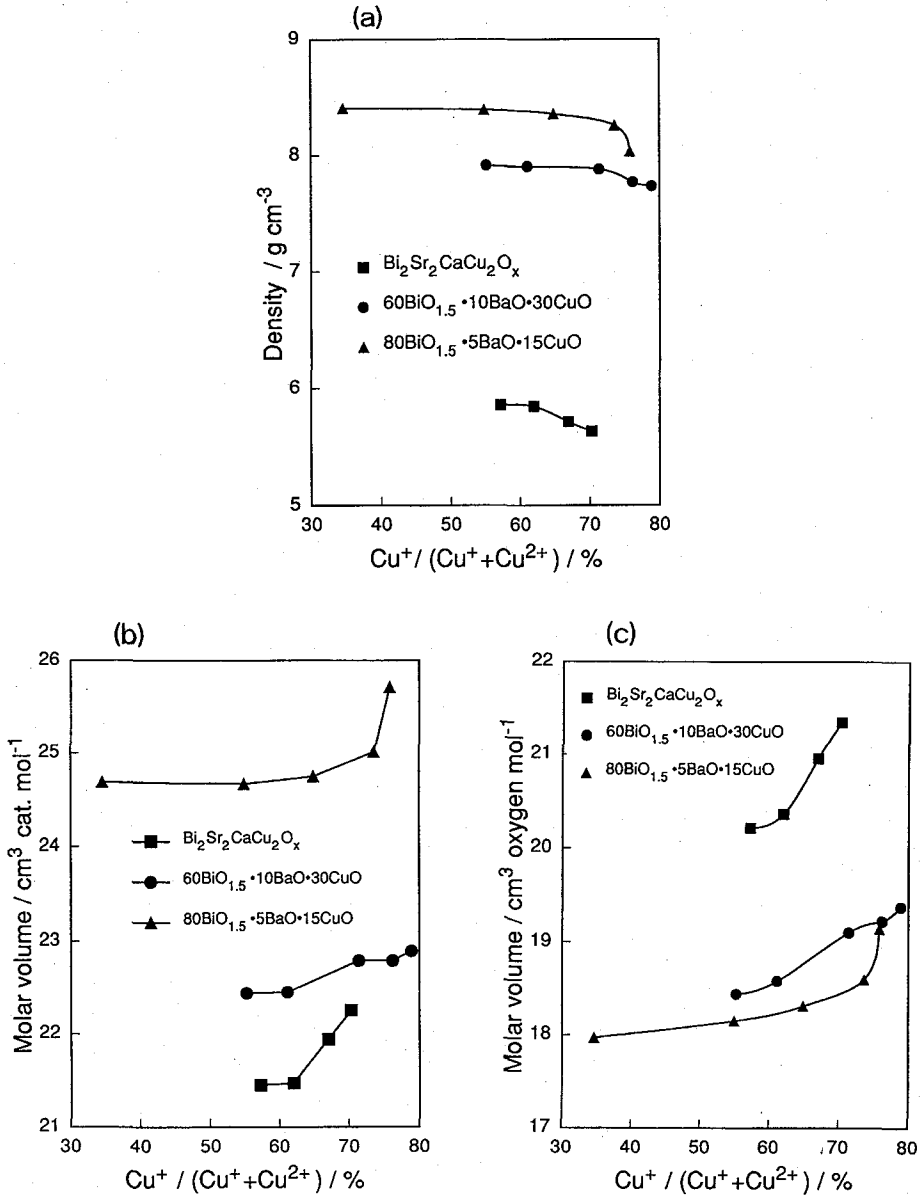 (a)
9
8
7
6
5
Density / g cm⁻³
Bi₂Sr₂CaCu₂Oₓ
60BiO₁.₅•10BaO•30CuO
80BiO₁.₅•5BaO•15CuO
30 40 50 60 70 80
Cu⁺/ (Cu⁺+Cu²⁺) / %
(b)
26
25
24
23
22
21
Molar volume / cm³ cat. mol⁻¹
Bi₂Sr₂CaCu₂Oₓ
60BiO₁.₅•10BaO•30CuO
80BiO₁.₅•5BaO•15CuO
30 40 50 60 70 80
Cu⁺ / (Cu⁺+Cu²⁺) / %
(c)
22
21
20
19
18
17
Molar volume / cm³ oxygen mol⁻¹
Bi₂Sr₂CaCu₂Oₓ
60BiO₁.₅•10BaO•30CuO
80BiO₁.₅•5BaO•15CuO
30 40 50 60 70 80
Cu⁺ / (Cu⁺+Cu²⁺) / %